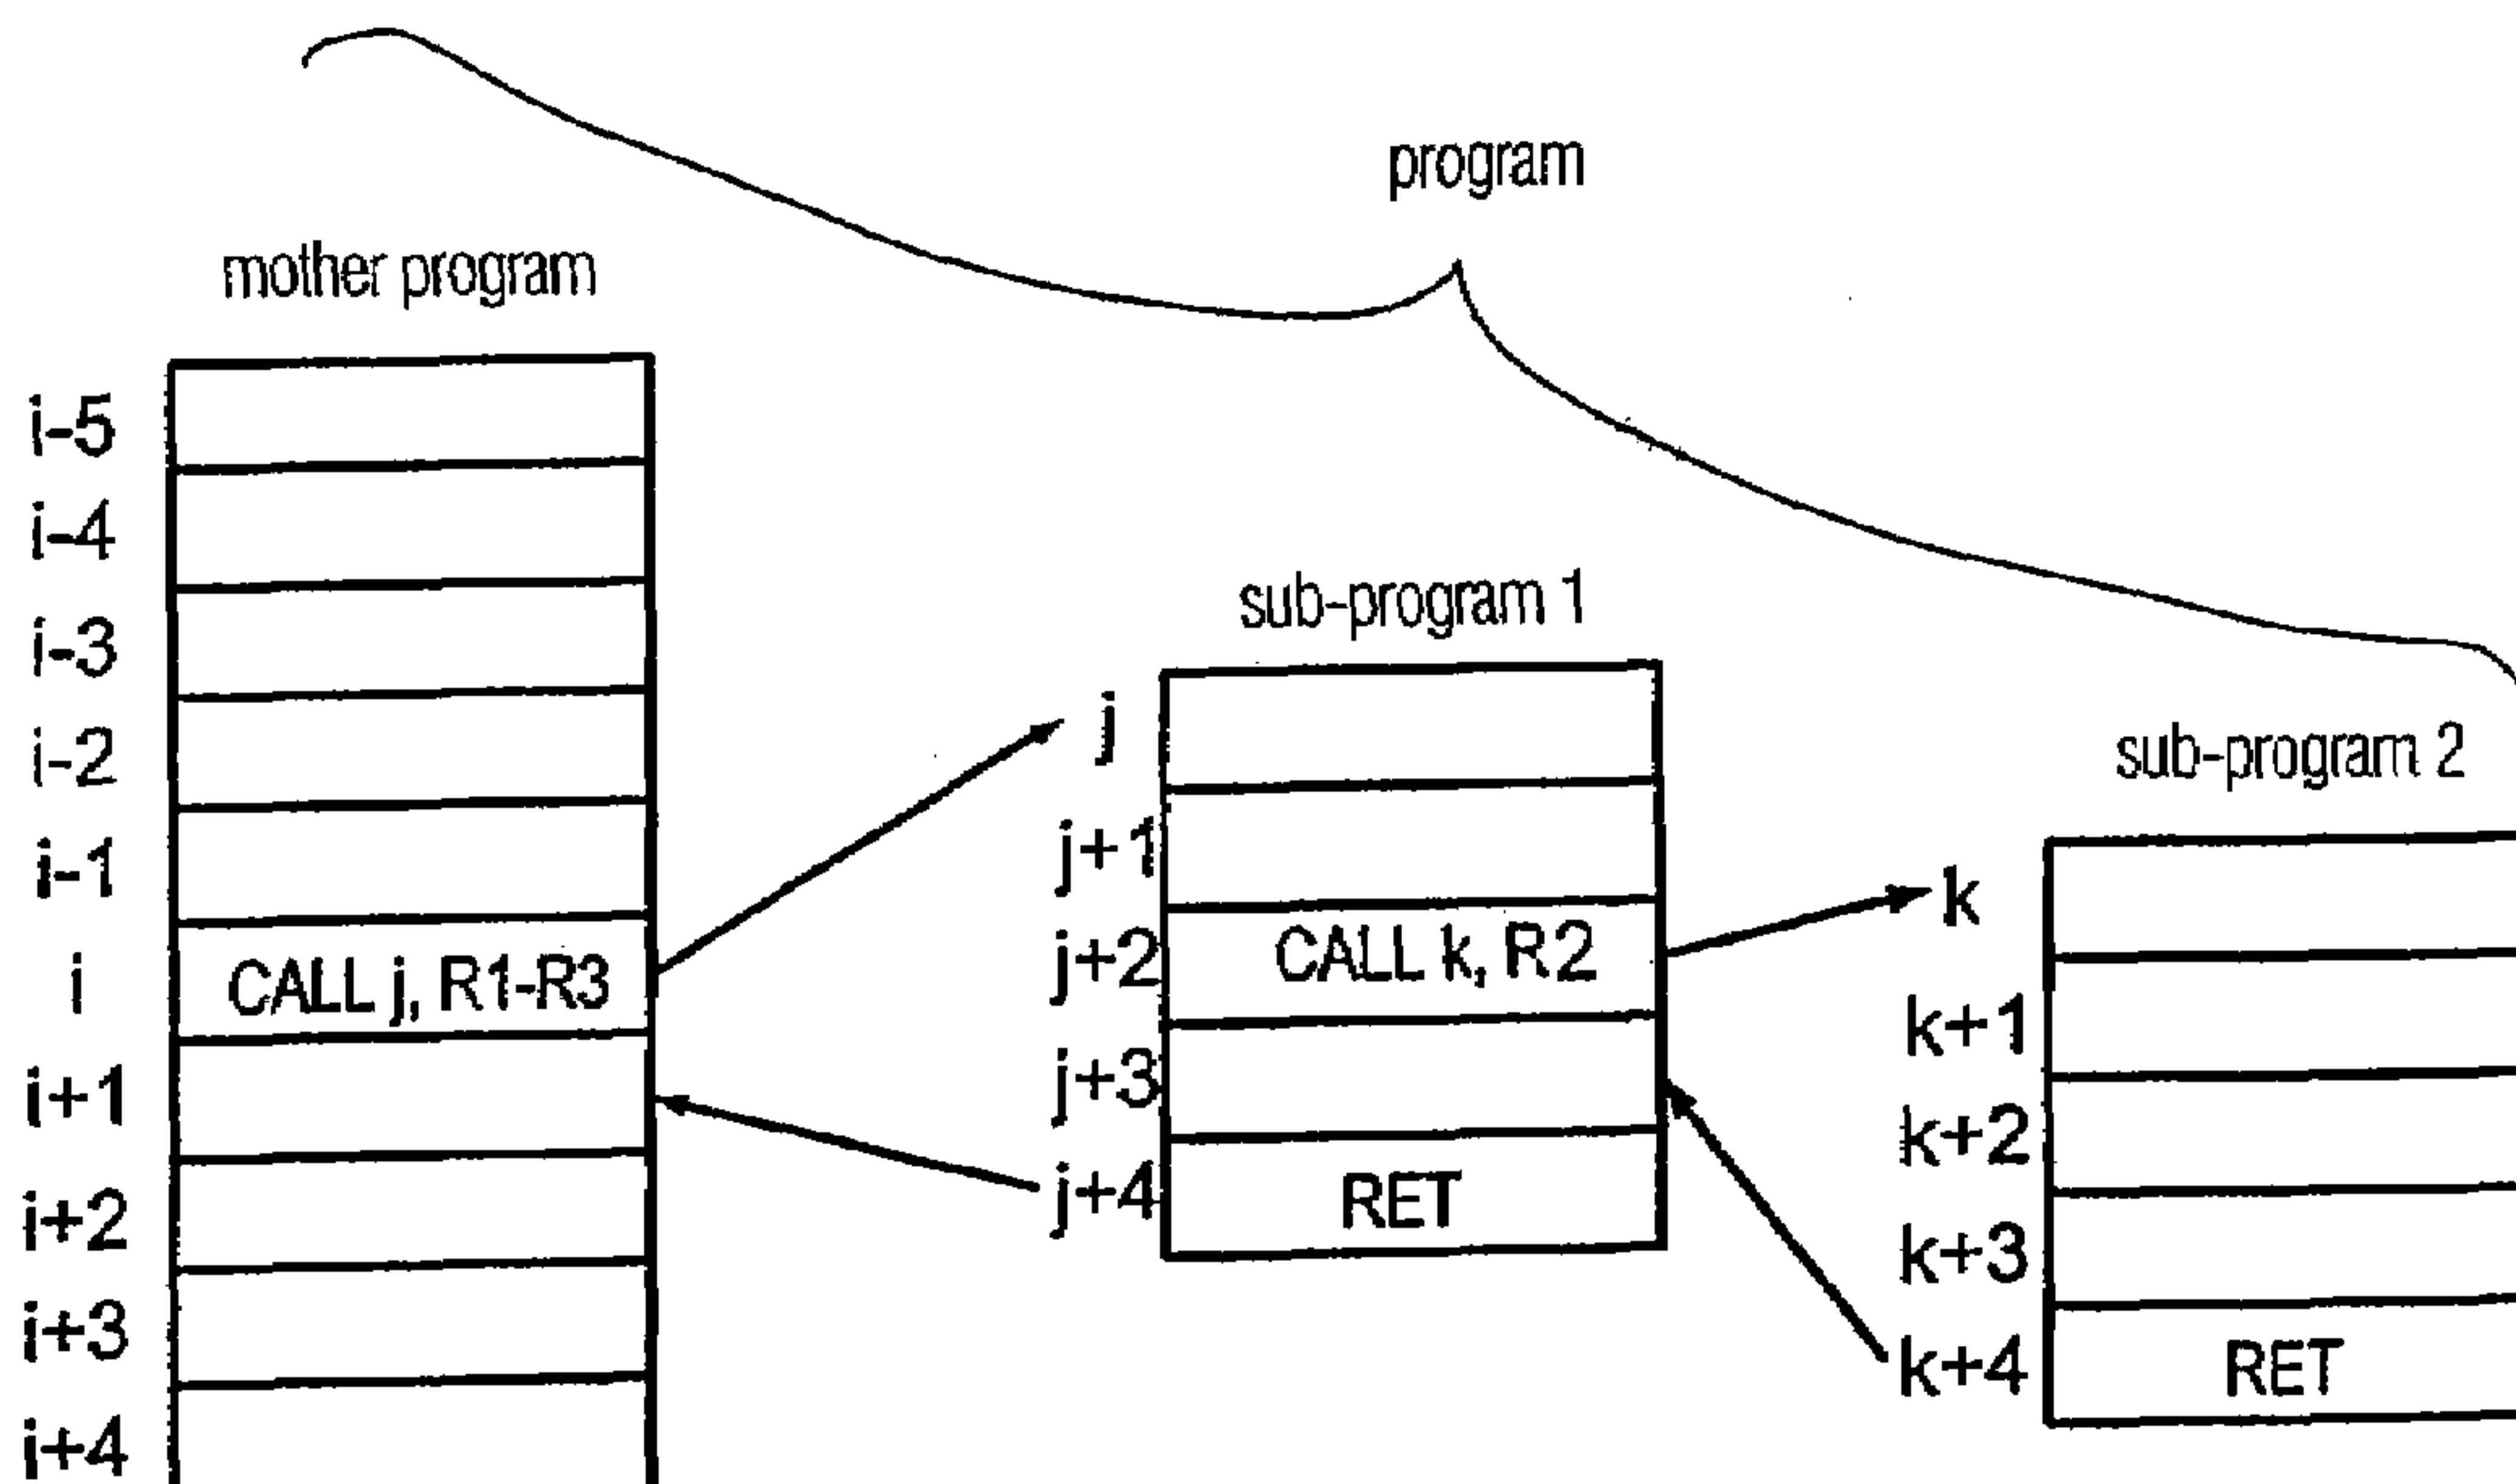 program
mother program
i-5
i-4
i-3
i-2
i-1
i CALL j, R1-R3
i+1
i+2
i+3
i+4
sub-program 1
j
j+1
j+2 CALL k, R2
j+3
j+4 RET
sub-program 2
k
k+1
k+2
k+3
k+4 RET